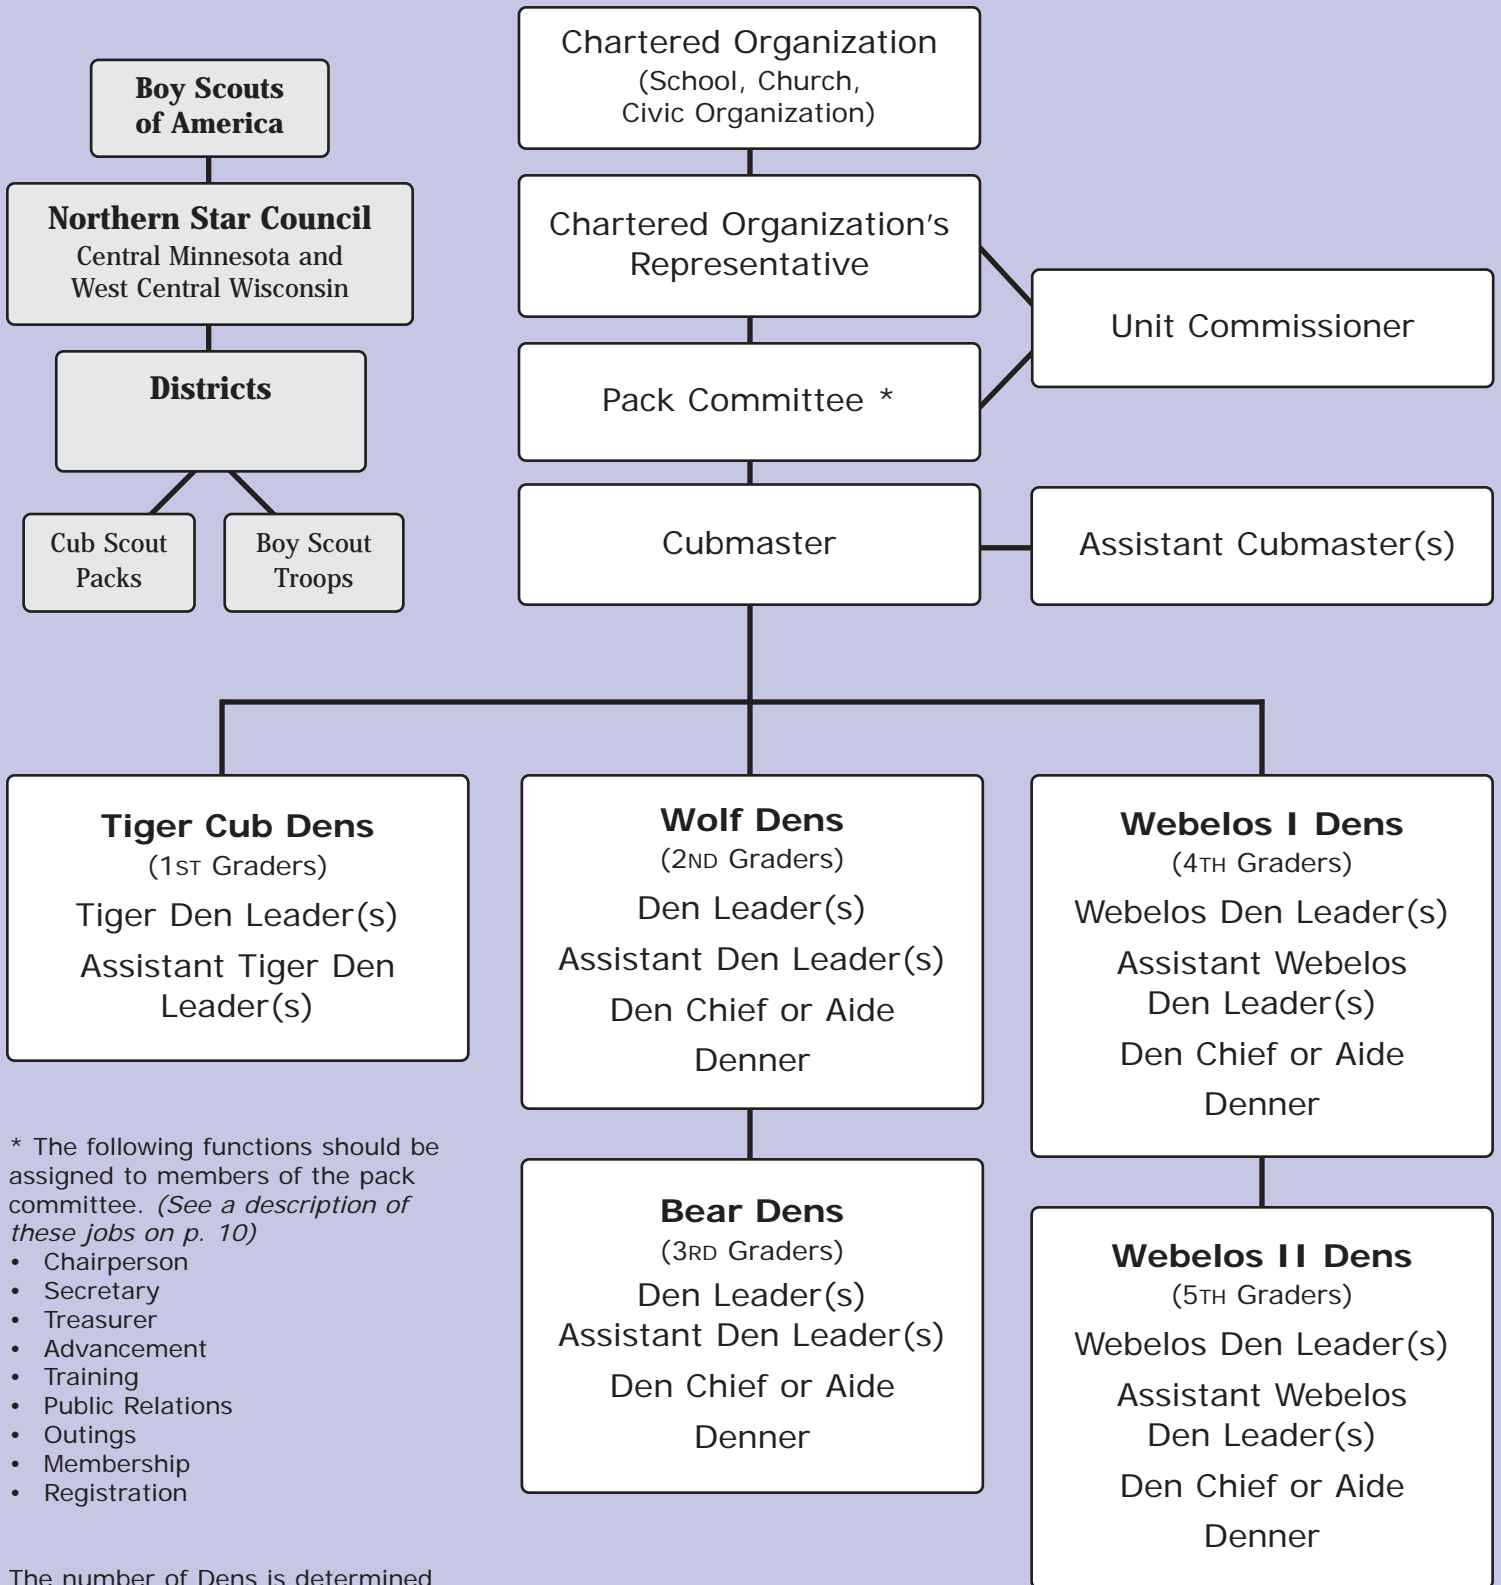 Boy Scouts
of America
Northern Star Council
Central Minnesota and
West Central Wisconsin
Districts
Cub Scout
Packs
Boy Scout
Troops
Chartered Organization
(School, Church,
Civic Organization)
Chartered Organization's
Representative
Unit Commissioner
Pack Committee *
Cubmaster
Assistant Cubmaster(s)
Tiger Cub Dens
(1ST Graders)
Tiger Den Leader(s)
Assistant Tiger Den
Leader(s)
Wolf Dens
(2ND Graders)
Den Leader(s)
Assistant Den Leader(s)
Den Chief or Aide
Denner
Bear Dens
(3RD Graders)
Den Leader(s)
Assistant Den Leader(s)
Den Chief or Aide
Denner
Webelos I Dens
(4TH Graders)
Webelos Den Leader(s)
Assistant Webelos
Den Leader(s)
Den Chief or Aide
Denner
Webelos II Dens
(5TH Graders)
Webelos Den Leader(s)
Assistant Webelos
Den Leader(s)
Den Chief or Aide
Denner
* The following functions should be
assigned to members of the pack
committee. (See a description of
these jobs on p. 10)
• Chairperson
• Secretary
• Treasurer
• Advancement
• Training
• Public Relations
• Outings
• Membership
• Registration
The number of Dens is determined